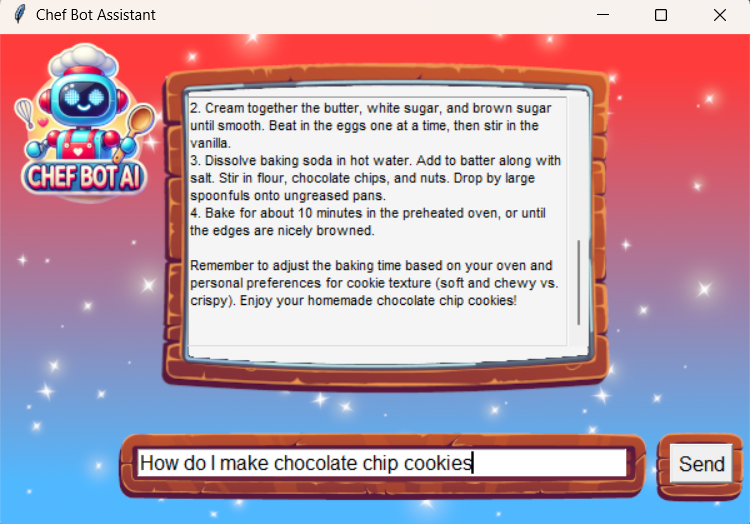 Chef Bot Assistant
CHEF BOT AI
2. Cream together the butter, white sugar, and brown sugar
until smooth. Beat in the eggs one at a time, then stir in the
vanilla.
3. Dissolve baking soda in hot water. Add to batter along with
salt. Stir in flour, chocolate chips, and nuts. Drop by large
spoonfuls onto ungreased pans.
4. Bake for about 10 minutes in the preheated oven, or until
the edges are nicely browned.
Remember to adjust the baking time based on your oven and
personal preferences for cookie texture (soft and chewy vs.
crispy). Enjoy your homemade chocolate chip cookies!
How do I make chocolate chip cookies
Send